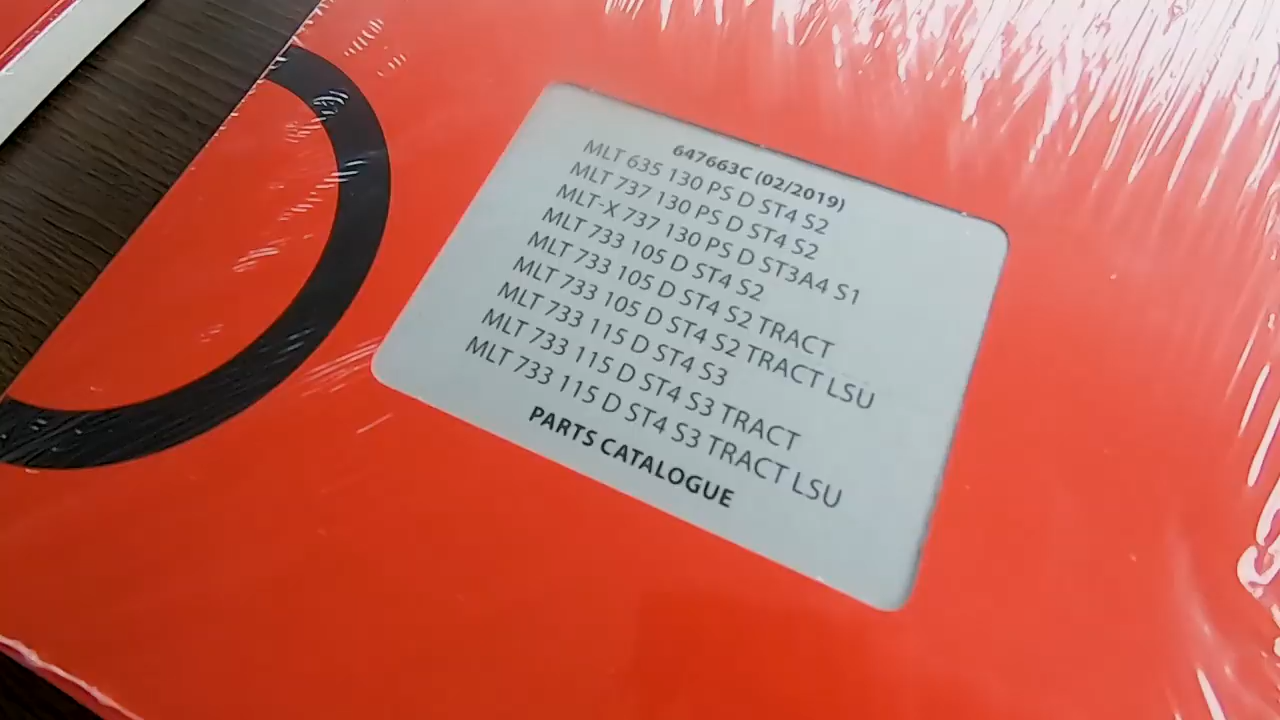 647663C (02/2019)
MLT 635 130 PS D ST4 S2
MLT 737 130 PS D ST4 S2
MLT-X 737 130 PS D ST3A4 S1
MLT 733 105 D ST4 S2
MLT 733 105 D ST4 S2 TRACT
MLT 733 105 D ST4 S2 TRACT LSU
MLT 733 115 D ST4 S3
MLT 733 115 D ST4 S3 TRACT
MLT 733 115 D ST4 S3 TRACT LSU
PARTS CATALOGUE